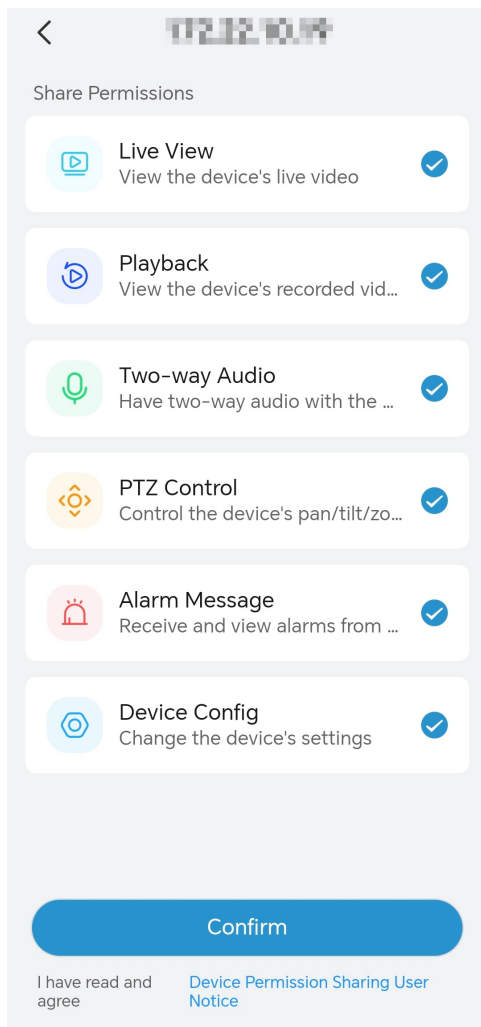 Share Permissions
Live View
View the device's live video
Playback
View the device's recorded vid...
Two-way Audio
Have two-way audio with the ...
PTZ Control
Control the device's pan/tilt/zo...
Alarm Message
Receive and view alarms from ...
Device Config
Change the device's settings
Confirm
I have read and agree
Device Permission Sharing User Notice